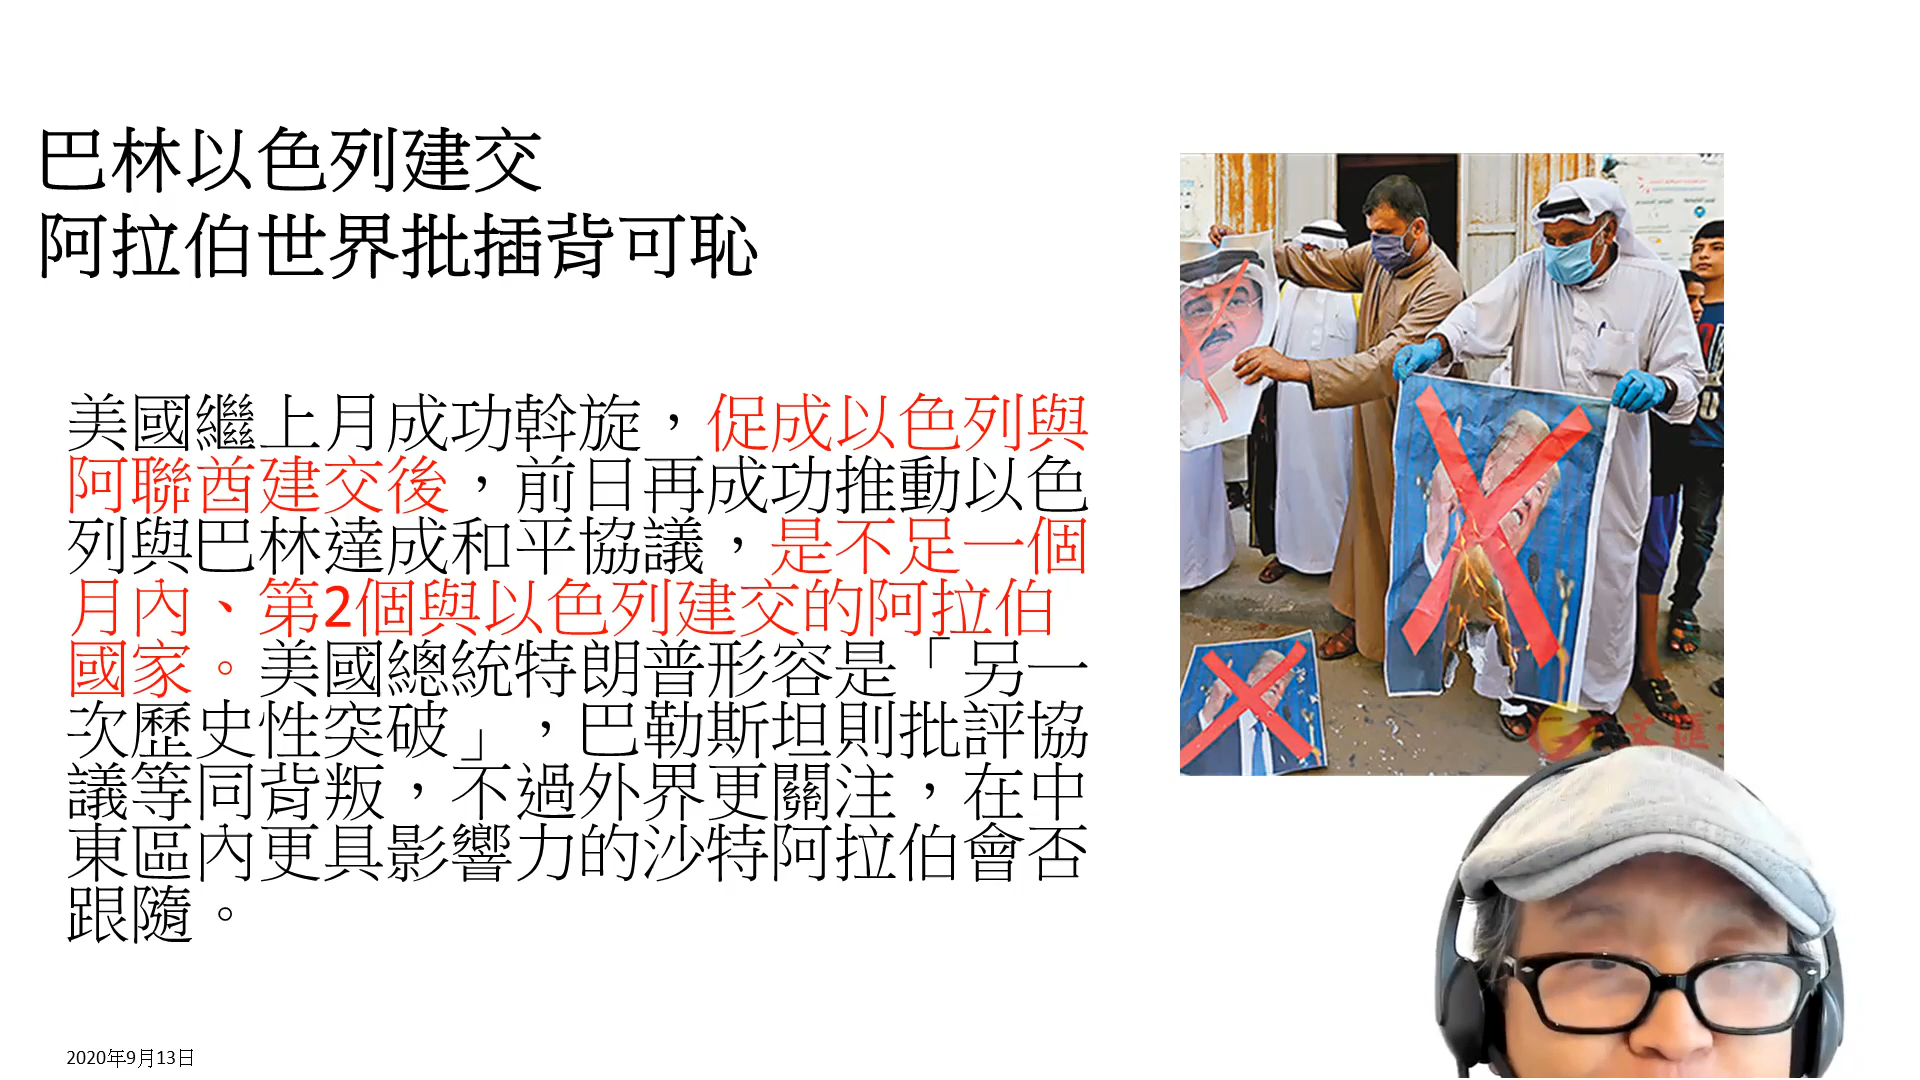 巴林以色列建交
阿拉伯世界批插背可恥
美國繼上月成功斡旋，促成以色列與
阿聯酋建交後，前日再成功推動以色
列與巴林達成和平協議，是不足一個
月內、第2個與以色列建交的阿拉伯
國家。美國總統特朗普形容是「另一
次歷史性突破」，巴勒斯坦則批評協
議等同背叛，不過外界更關注，在中
東區內更具影響力的沙特阿拉伯會否
跟隨。
2020年9月13日
文匯